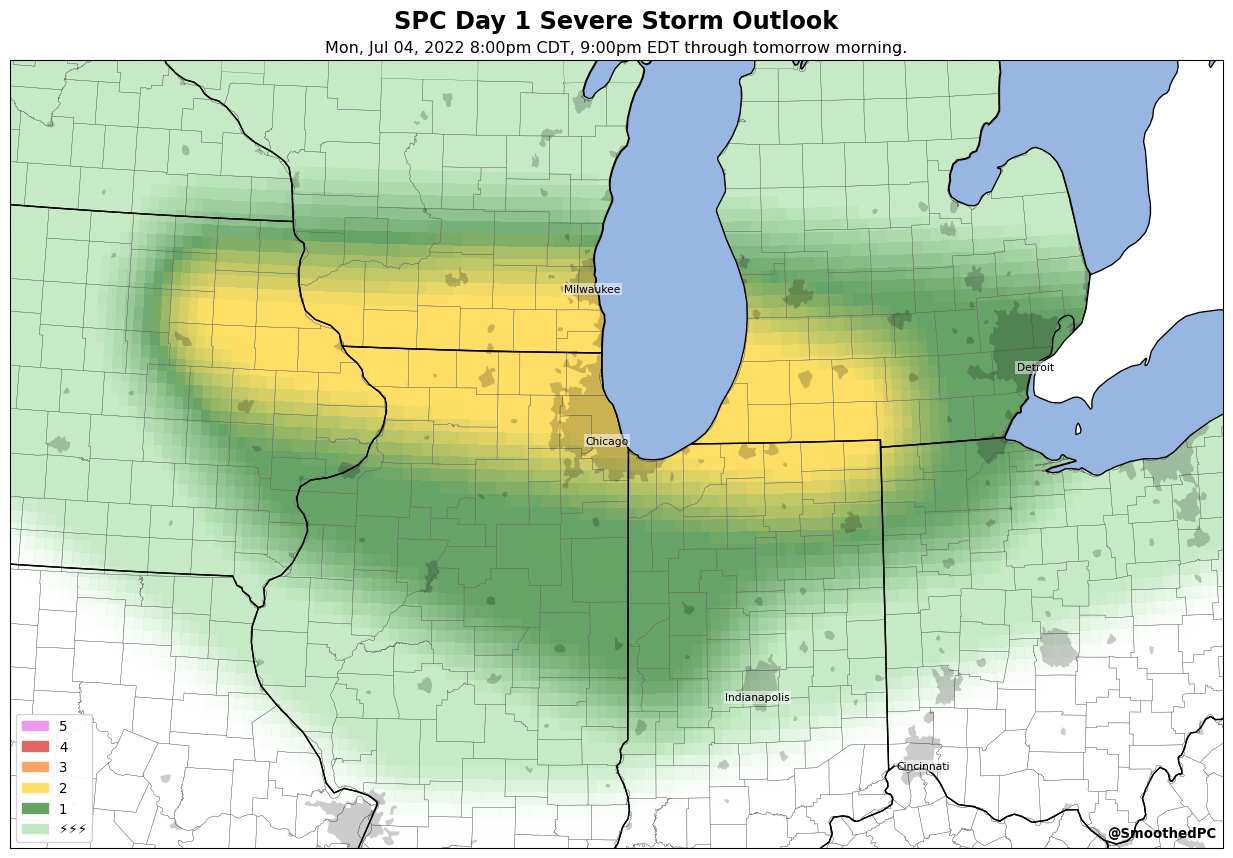 SPC Day 1 Severe Storm Outlook
Mon, Jul 04, 2022 8:00pm CDT, 9:00pm EDT through tomorrow morning.
Milwaukee
Detroit
Chicago
Indianapolis
Cincinnati
5
4
3
2
1
⚡⚡⚡
@SmoothedPC